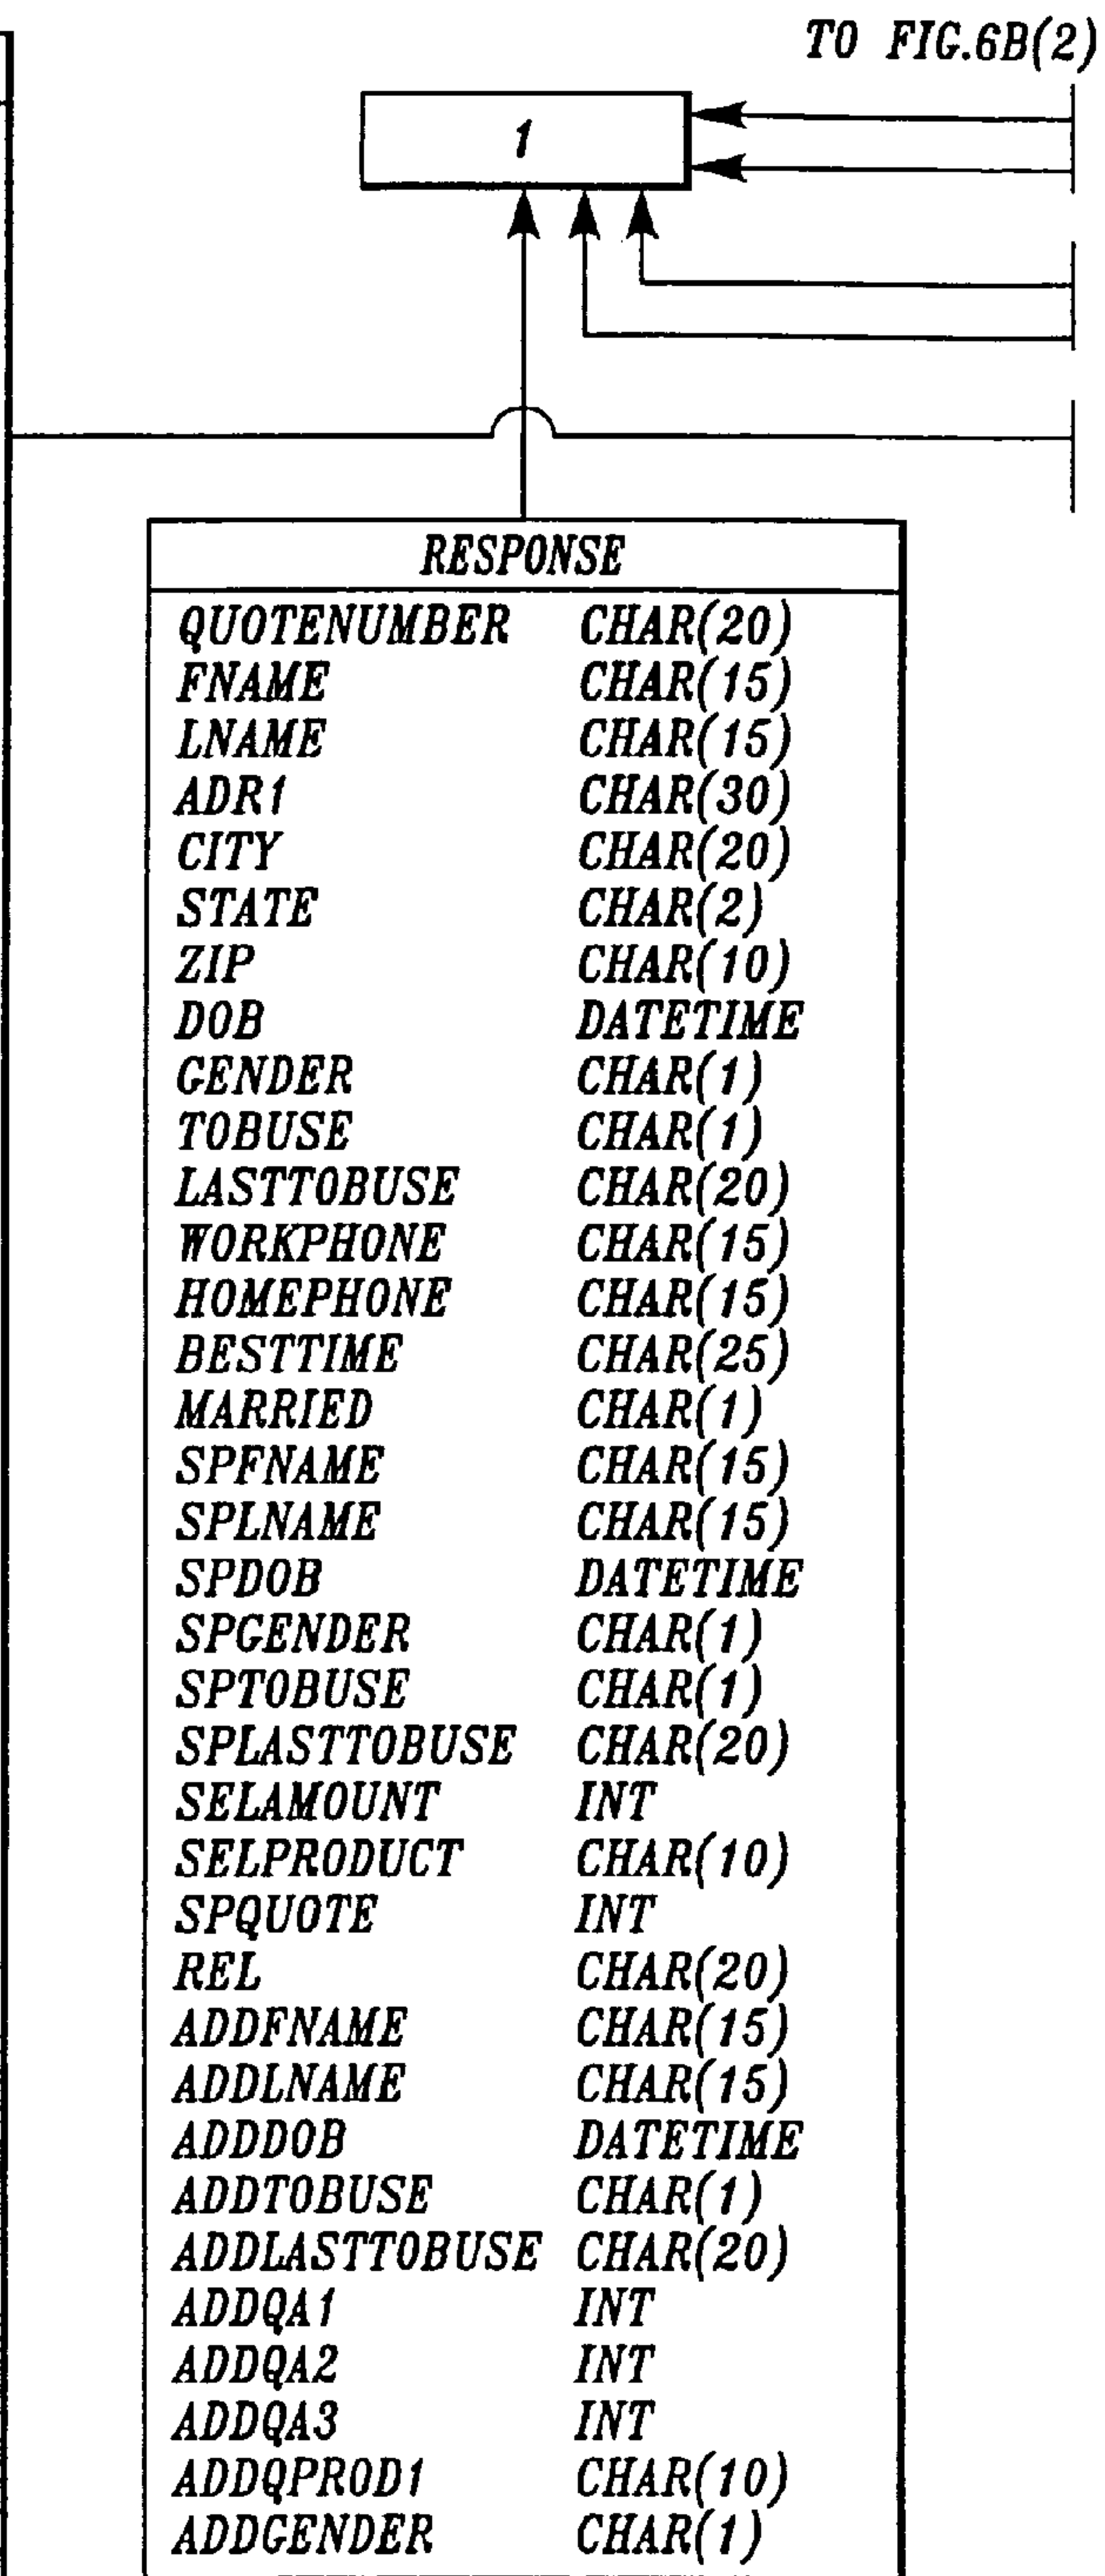 TO FIG.6B(2)
1
RESPONSE
QUOTENUMBER CHAR(20)
FNAME CHAR(15)
LNAME CHAR(15)
ADR1 CHAR(30)
CITY CHAR(20)
STATE CHAR(2)
ZIP CHAR(10)
DOB DATETIME
GENDER CHAR(1)
TOBUSE CHAR(1)
LASTTOBUSE CHAR(20)
WORKPHONE CHAR(15)
HOMEPHONE CHAR(15)
BESTTIME CHAR(25)
MARRIED CHAR(1)
SPFNAME CHAR(15)
SPLNAME CHAR(15)
SPDOB DATETIME
SPGENDER CHAR(1)
SPTOBUSE CHAR(1)
SPLASTTOBUSE CHAR(20)
SELAMOUNT INT
SELPRODUCT CHAR(10)
SPQUOTE INT
REL CHAR(20)
ADDFNAME CHAR(15)
ADDLNAME CHAR(15)
ADDDOB DATETIME
ADDTOBUSE CHAR(1)
ADDLASTTOBUSE CHAR(20)
ADDQA1 INT
ADDQA2 INT
ADDQA3 INT
ADDQPROD1 CHAR(10)
ADDGENDER CHAR(1)